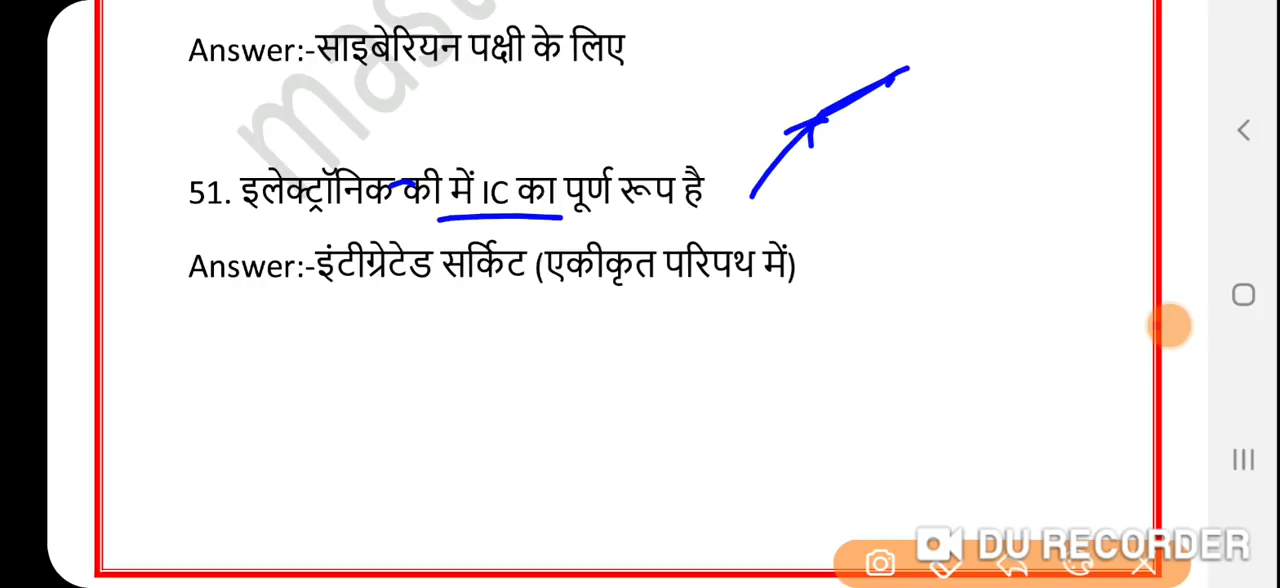 Answer:-साइबेरियन पक्षी के लिए
51. इलेक्ट्रॉनिक की में IC का पूर्ण रूप है
Answer:-इंटीग्रेटेड सर्किट (एकीकृत परिपथ में)
DU RECORDER